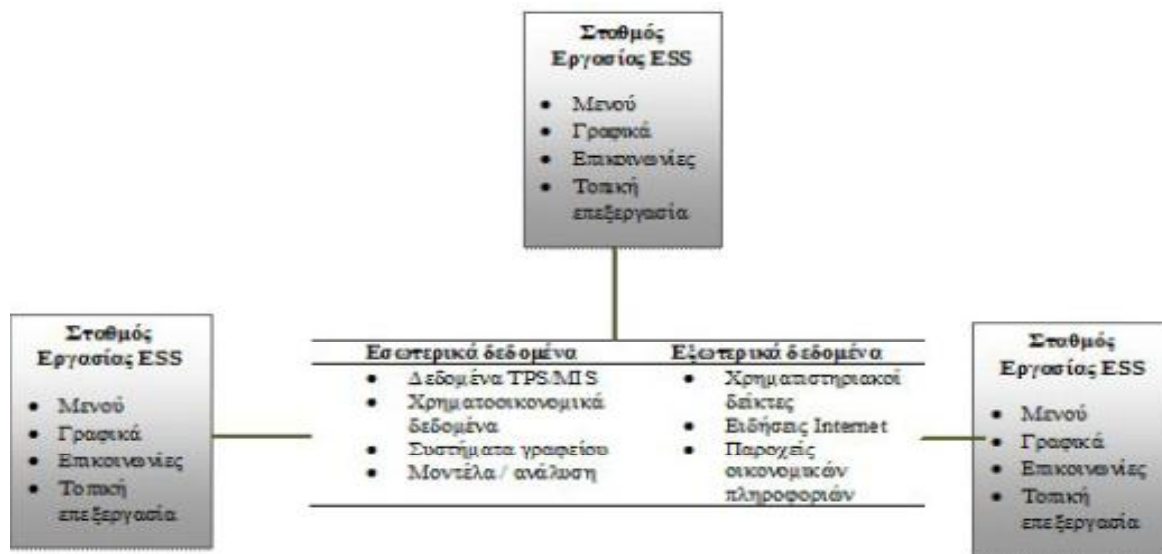 Σταθμός
Εργασίας ESS
• Μενού
• Γραφικά
• Επικοινωνίες
• Τοπική
επεξεργασία
Σταθμός
Εργασίας ESS
• Μενού
• Γραφικά
• Επικοινωνίες
• Τοπική
επεξεργασία
Εσωτερικά δεδομένα
• Δεδομένα TPS/MIS
• Χρηματοοικονομικά
δεδομένα
• Συστήματα γραφείου
• Μοντέλα / ανάλυση
Εξωτερικά δεδομένα
• Χρηματιστηριακοί
δείκτες
• Ειδήσεις Internet
• Παροχείς
οικονομικών
πληροφοριών
Σταθμός
Εργασίας ESS
• Μενού
• Γραφικά
• Επικοινωνίες
• Τοπική
επεξεργασία